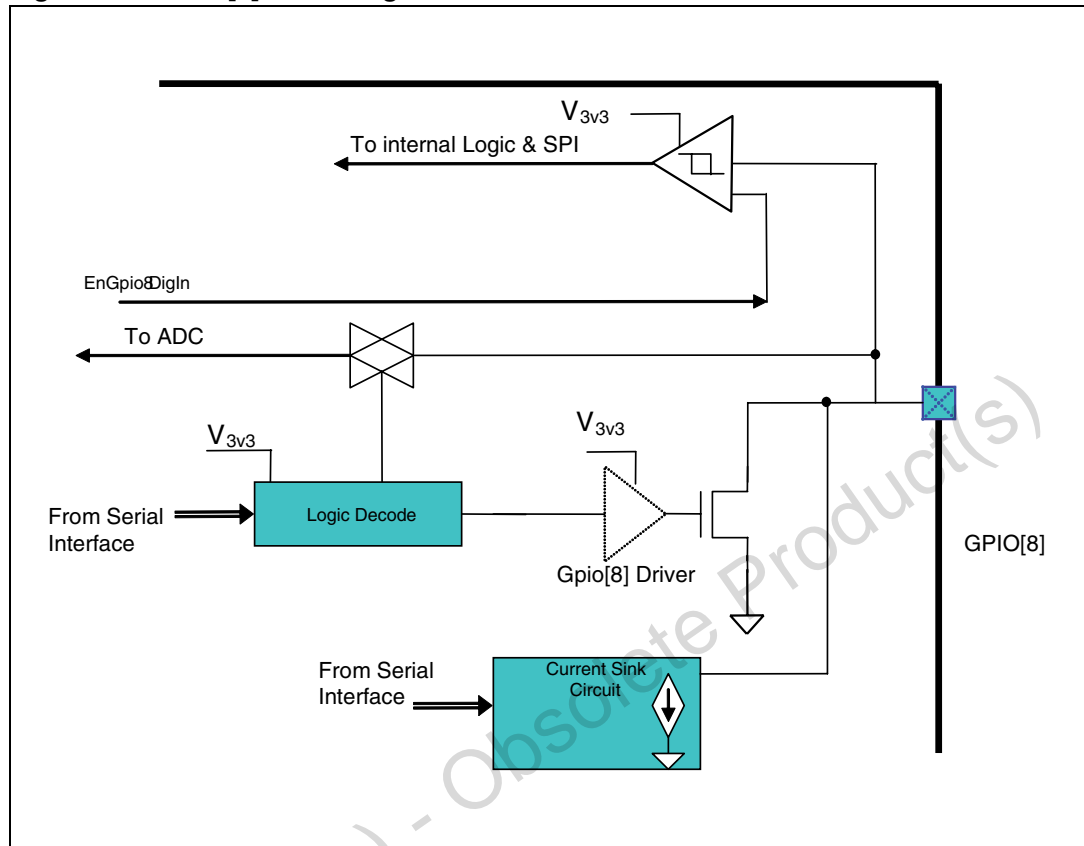 V3v3
To internal Logic & SPI
EnGpio8DigIn
To ADC
V3v3
V3v3
From Serial
Interface
Logic Decode
Gpio[8] Driver
GPIO[8]
From Serial
Interface
Current Sink
Circuit
) - Obsolete Product(s)